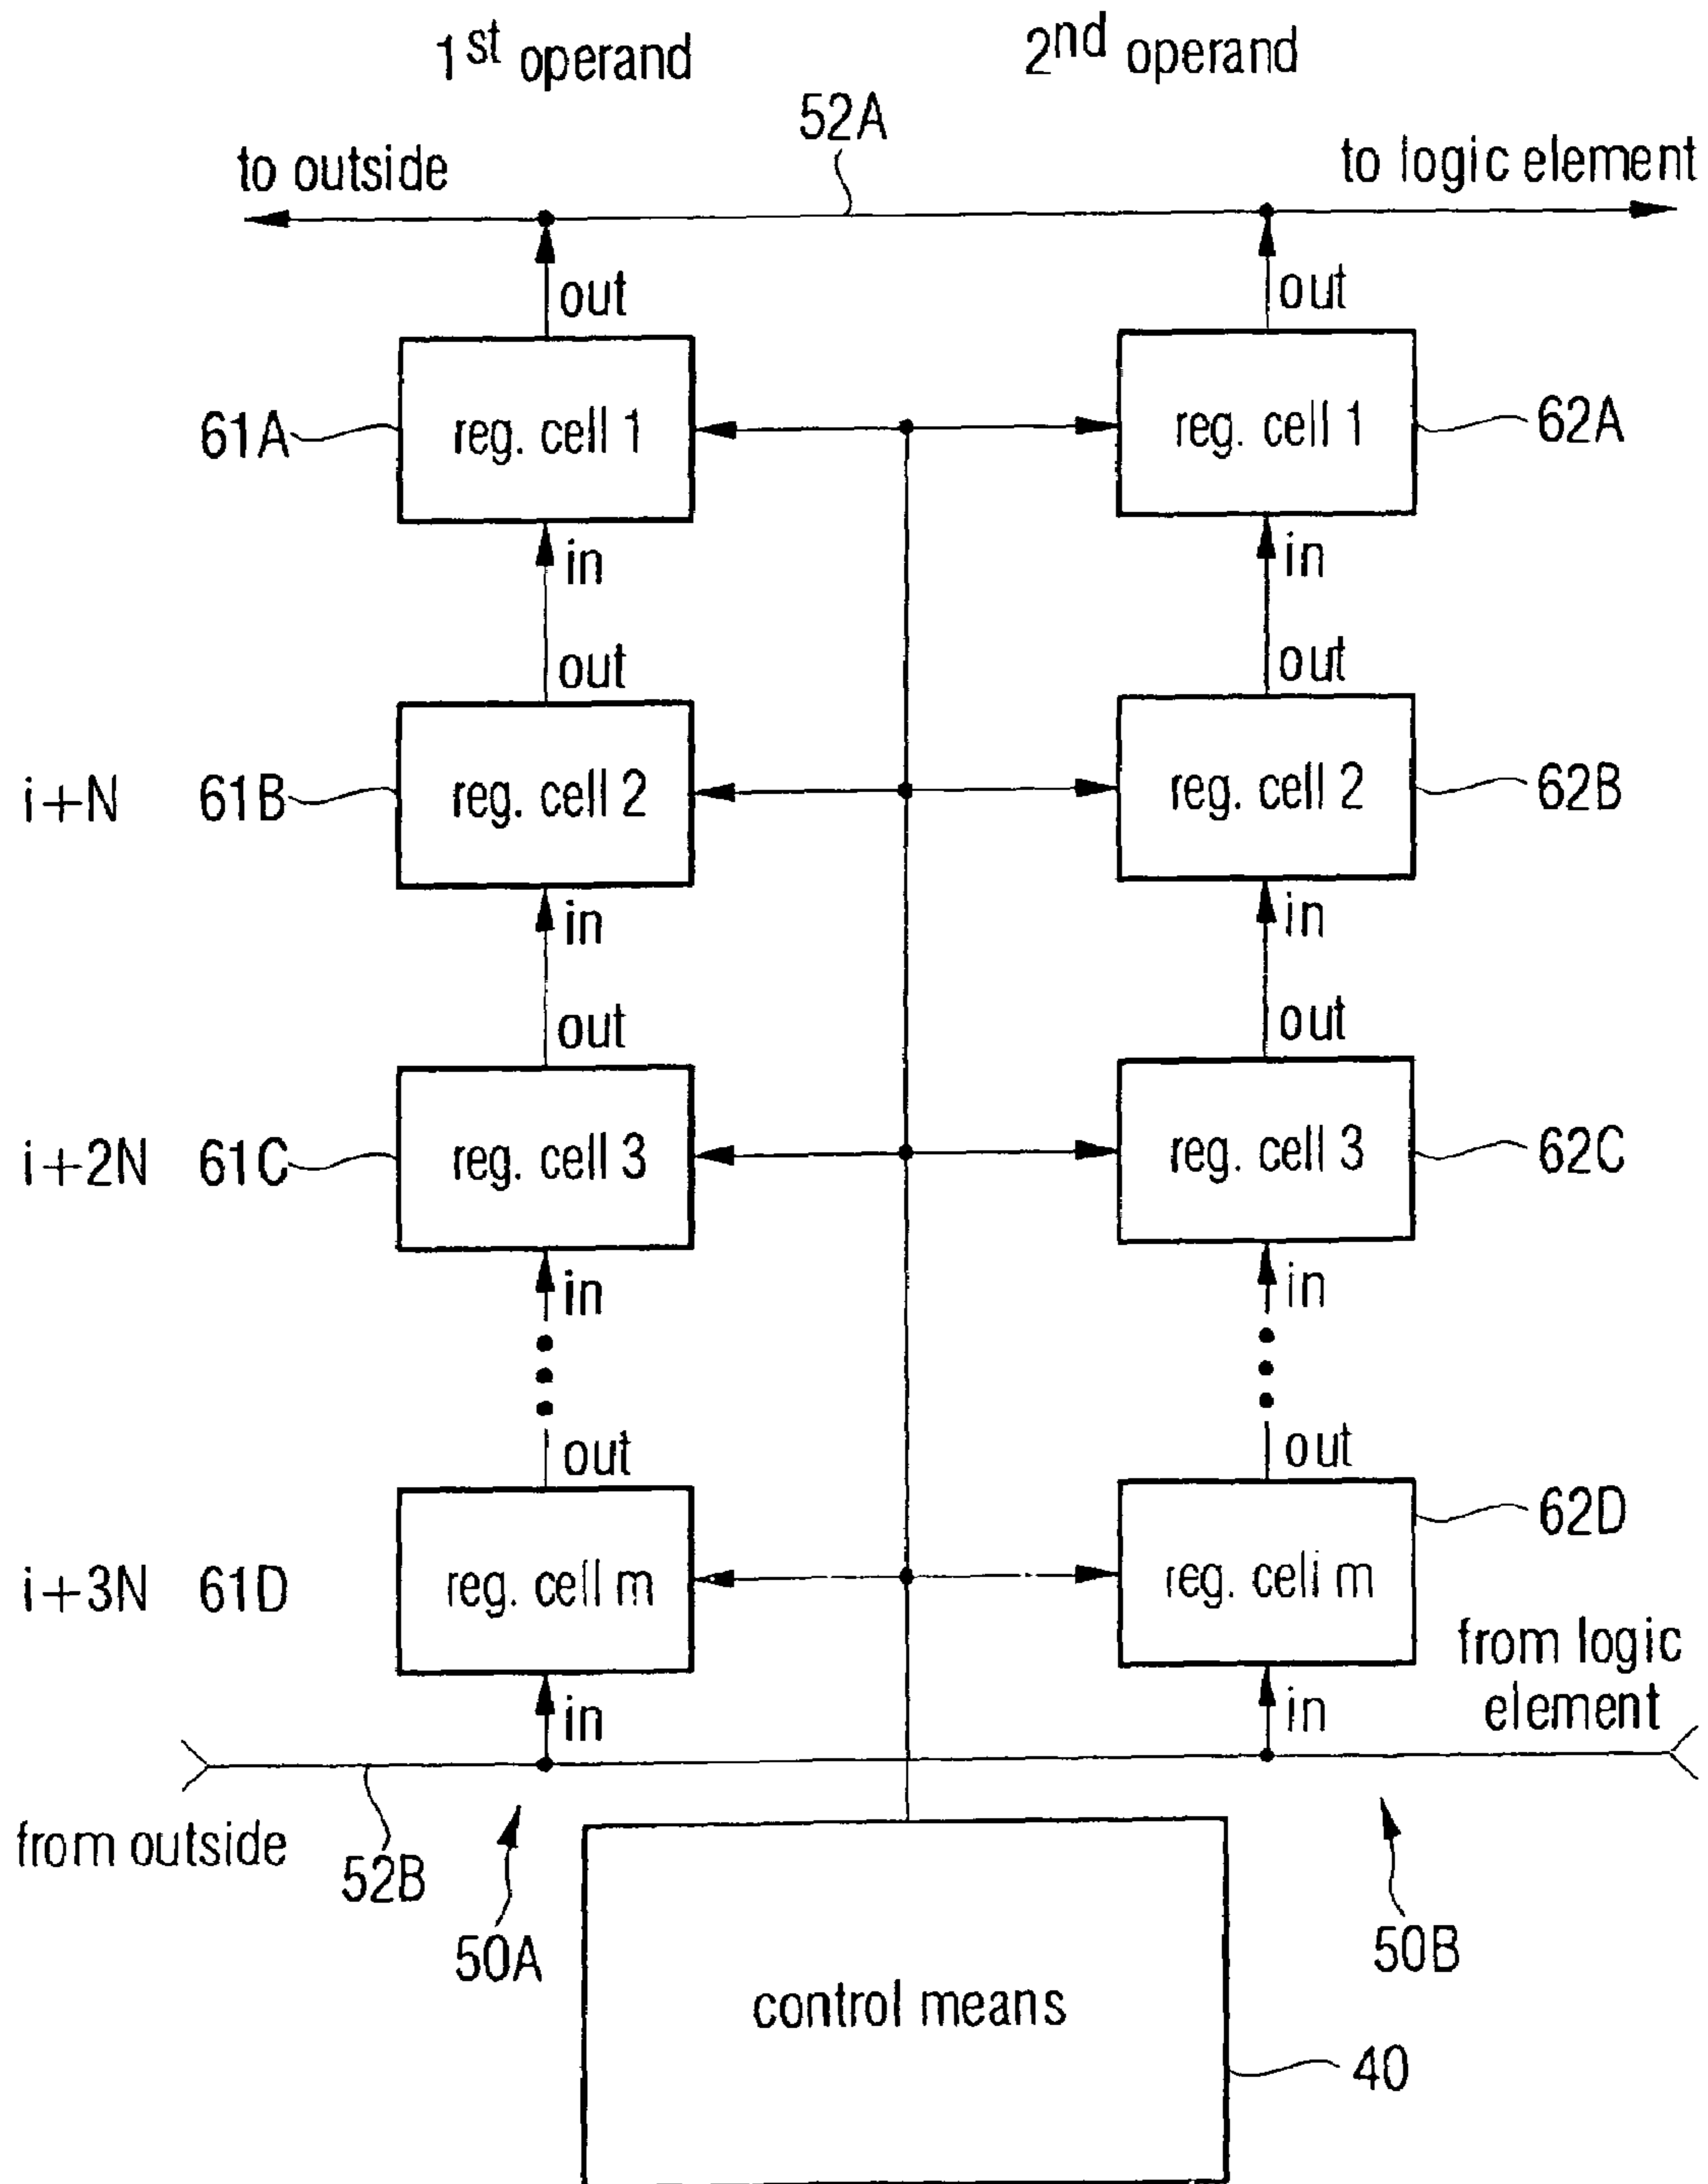 1st operand
2nd operand
52A
to outside
to logic element
out
out
61A
reg. cell 1
reg. cell 1
62A
in
in
out
out
i+N
61B
reg. cell 2
reg. cell 2
62B
in
in
out
out
i+2N
61C
reg. cell 3
reg. cell 3
62C
in
in
out
out
i+3N
61D
reg. cell m
reg. cell m
62D
from logic
element
in
in
from outside
52B
50A
50B
control means
40